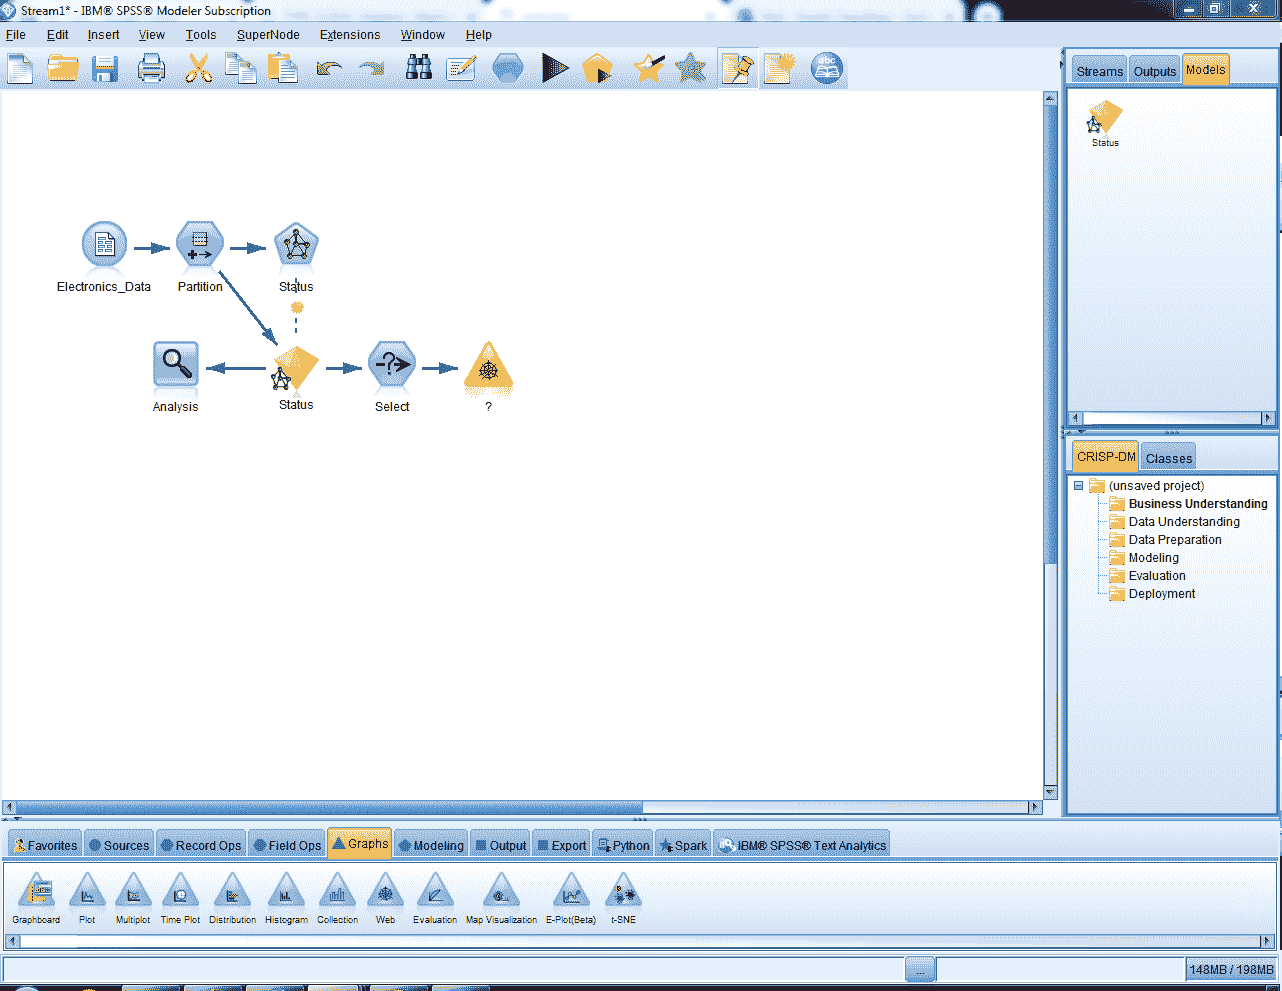 Stream1* - IBM® SPSS® Modeler Subscription
File Edit Insert View Tools SuperNode Extensions Window Help
abc
Streams Outputs Models
Status
Electronics_Data Partition Status
Analysis Status Select ?
CRISP-DM Classes
(unsaved project)
Business Understanding
Data Understanding
Data Preparation
Modeling
Evaluation
Deployment
Favorites Sources Record Ops Field Ops Graphs Modeling Output Export Python Spark IBM® SPSS® Text Analytics
Graphboard Plot Multiplot Time Plot Distribution Histogram Collection Web Evaluation Map Visualization E-Plot(Beta) t-SNE
... 148MB / 198MB